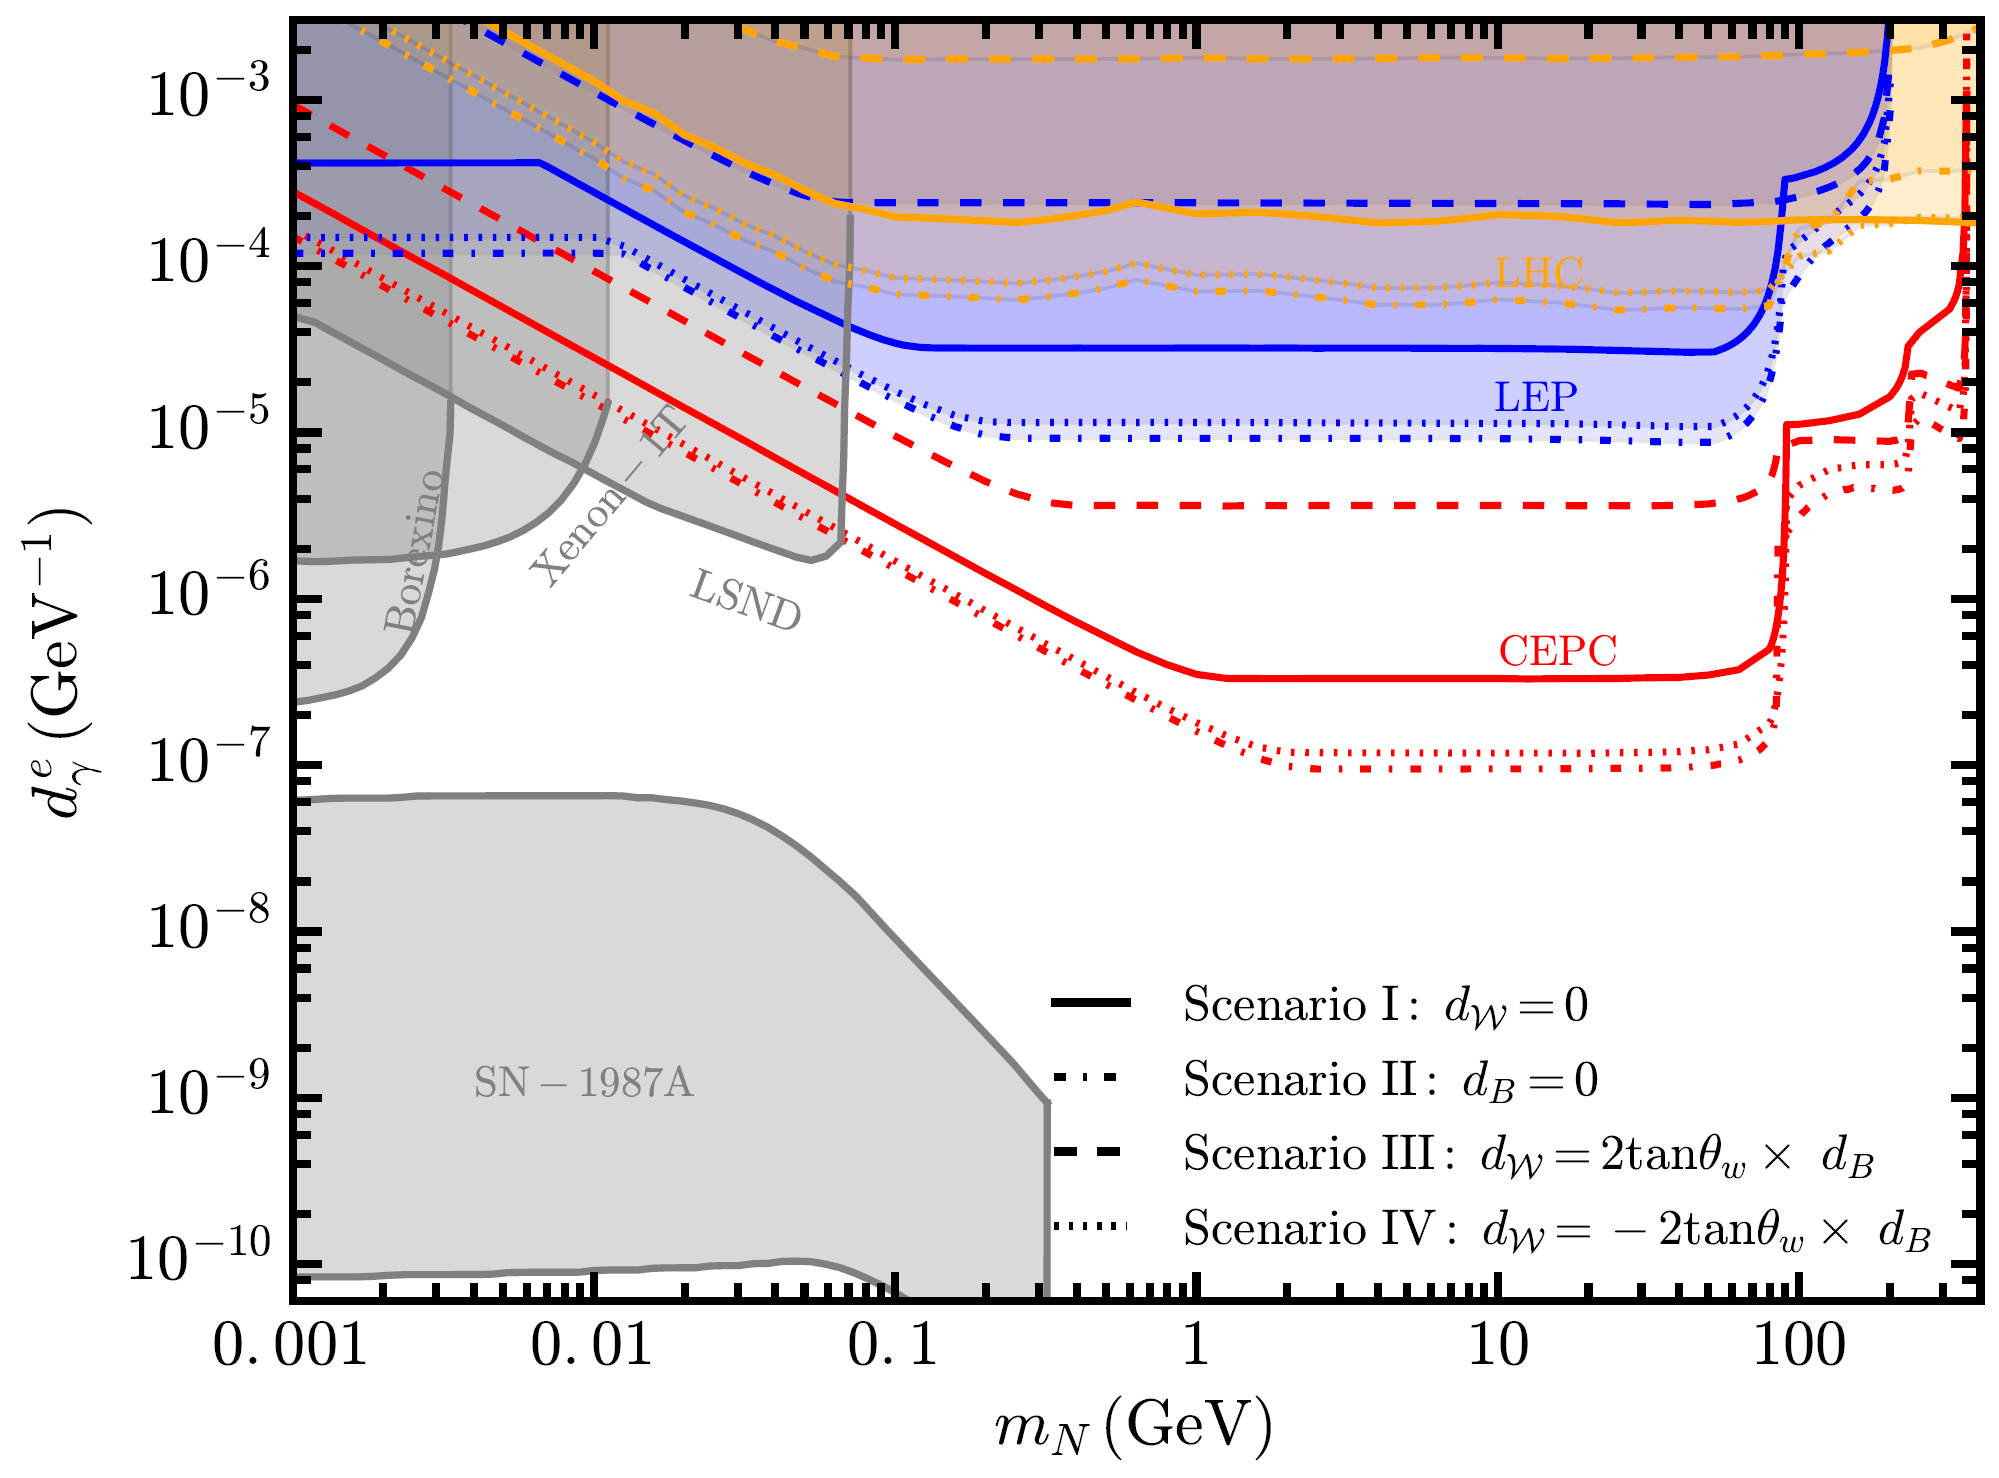 10⁻³
10⁻⁴
10⁻⁵
10⁻⁶
10⁻⁷
10⁻⁸
10⁻⁹
10⁻¹⁰
d_γ^e (GeV⁻¹)
LHC
LEP
CEPC
Borexino
Xenon−1T
LSND
SN−1987A
Scenario I: d_𝒲 = 0
Scenario II: d_B = 0
Scenario III: d_𝒲 = 2tanθ_w × d_B
Scenario IV: d_𝒲 = −2tanθ_w × d_B
0.001 0.01 0.1 1 10 100
m_N (GeV)